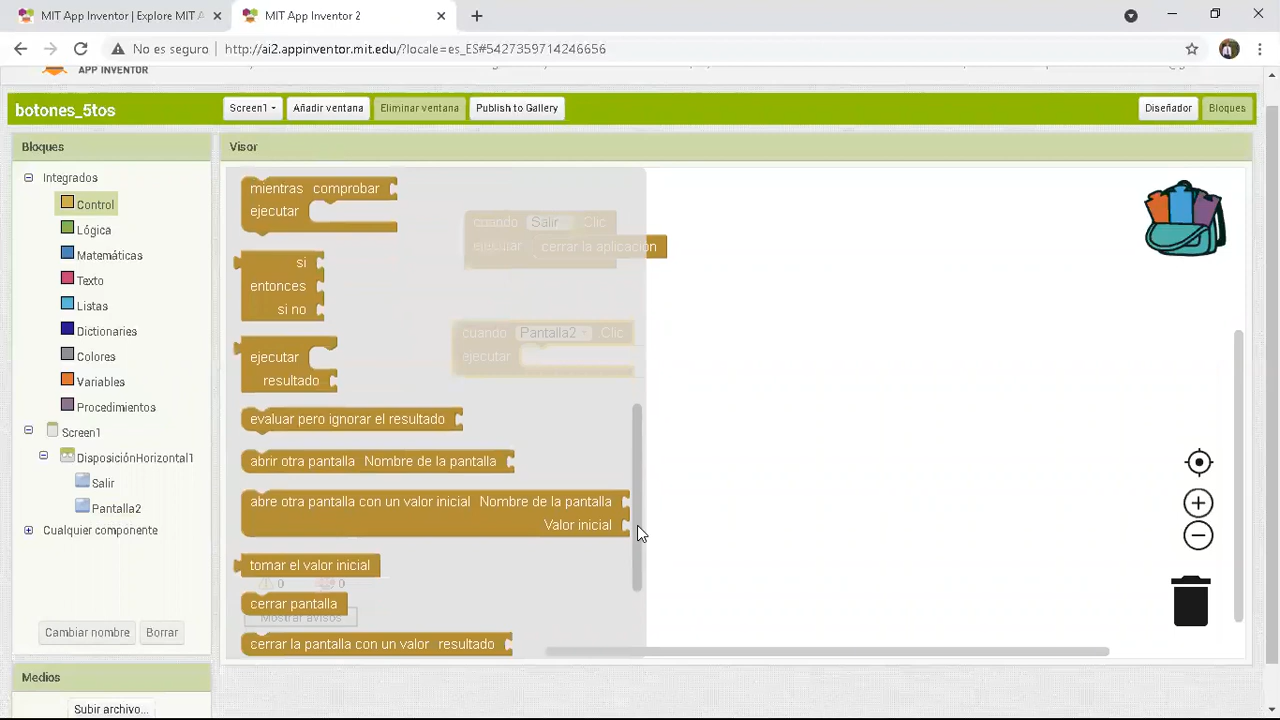 MIT App Inventor | Explore MIT A
MIT App Inventor 2
No es seguro
http://ai2.appinventor.mit.edu/?locale=es_ES#5427359714246656
APP INVENTOR
botones_5tos
Screen1
Añadir ventana
Eliminar ventana
Publish to Gallery
Diseñador
Bloques
Bloques
Visor
Integrados
Control
Lógica
Matemáticas
Texto
Listas
Dictionaries
Colores
Variables
Procedimientos
Screen1
DisposiciónHorizontal1
Salir
Pantalla2
Cualquier componente
Cambiar nombre
Borrar
Medios
Subir archivo...
mientras comprobar
ejecutar
si
entonces
si no
ejecutar
resultado
evaluar pero ignorar el resultado
abrir otra pantalla Nombre de la pantalla
abre otra pantalla con un valor inicial Nombre de la pantalla
Valor inicial
tomar el valor inicial
0 0
cerrar pantalla
Mostrar avisos
cerrar la pantalla con un valor resultado
cuando Salir .Clic
ejecutar cerrar la aplicación
cuando Pantalla2 .Clic
ejecutar